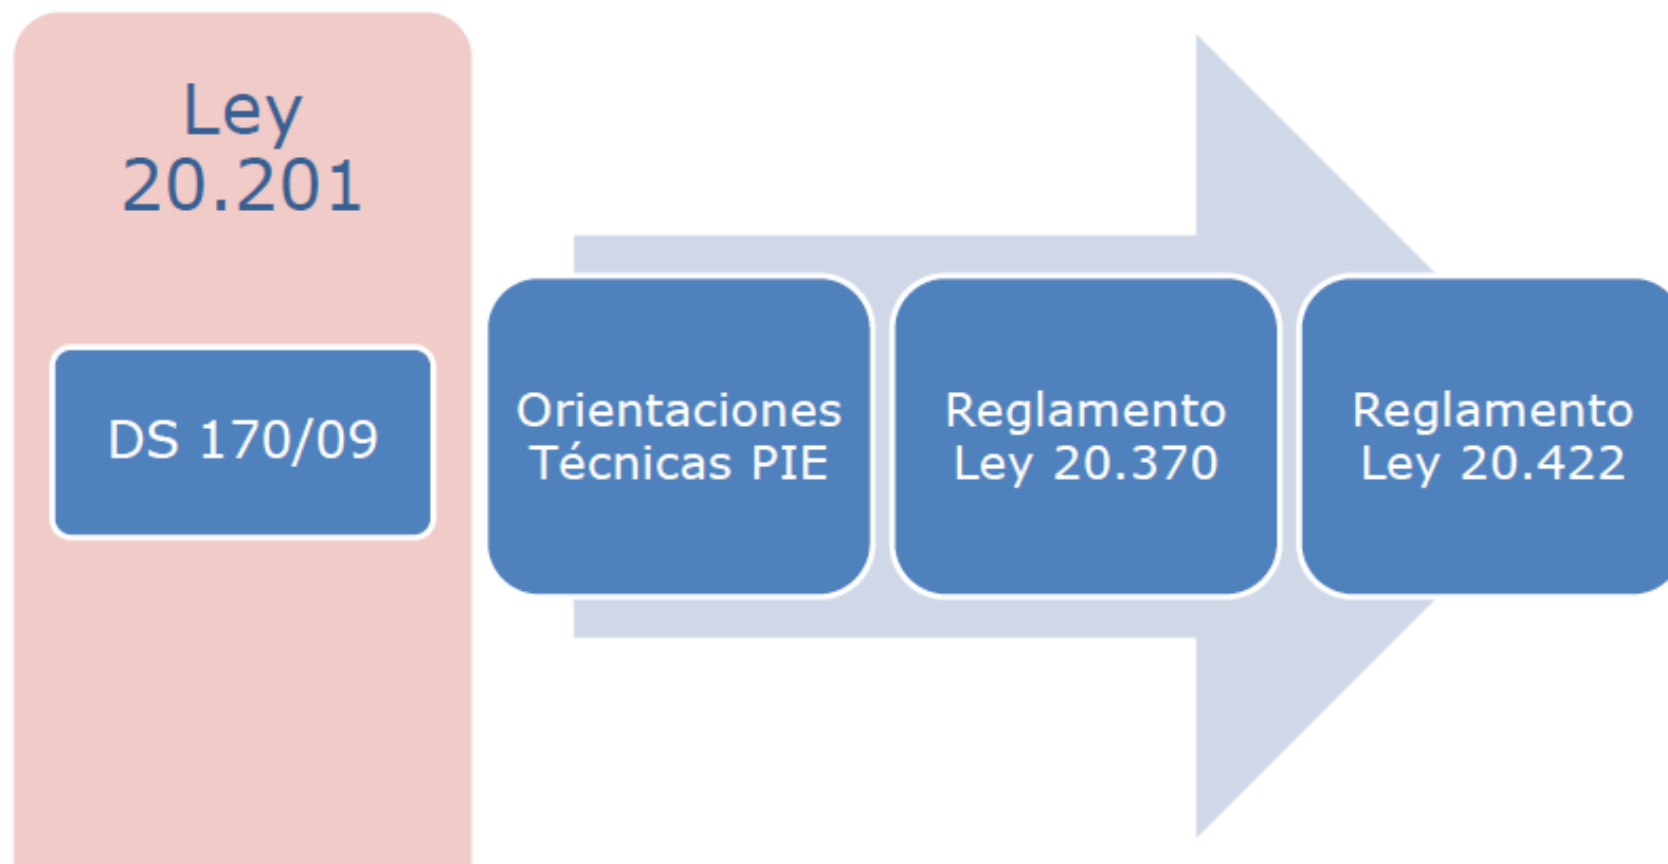 Ley
20.201
DS 170/09
Orientaciones
Técnicas PIE
Reglamento
Ley 20.370
Reglamento
Ley 20.422